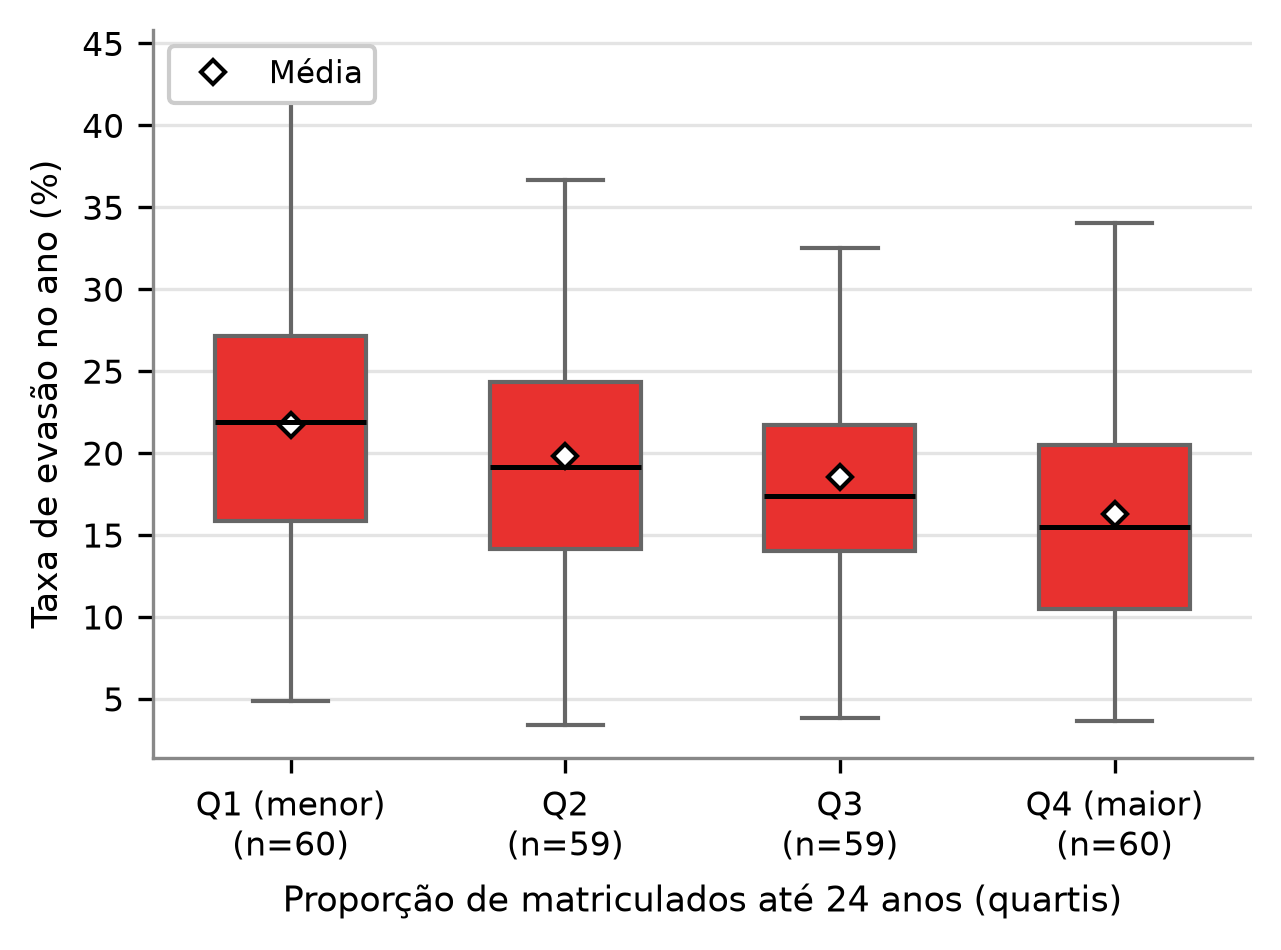 Média
Taxa de evasão no ano (%)
45
40
35
30
25
20
15
10
5
Q1 (menor)
(n=60)
Q2
(n=59)
Q3
(n=59)
Q4 (maior)
(n=60)
Proporção de matriculados até 24 anos (quartis)